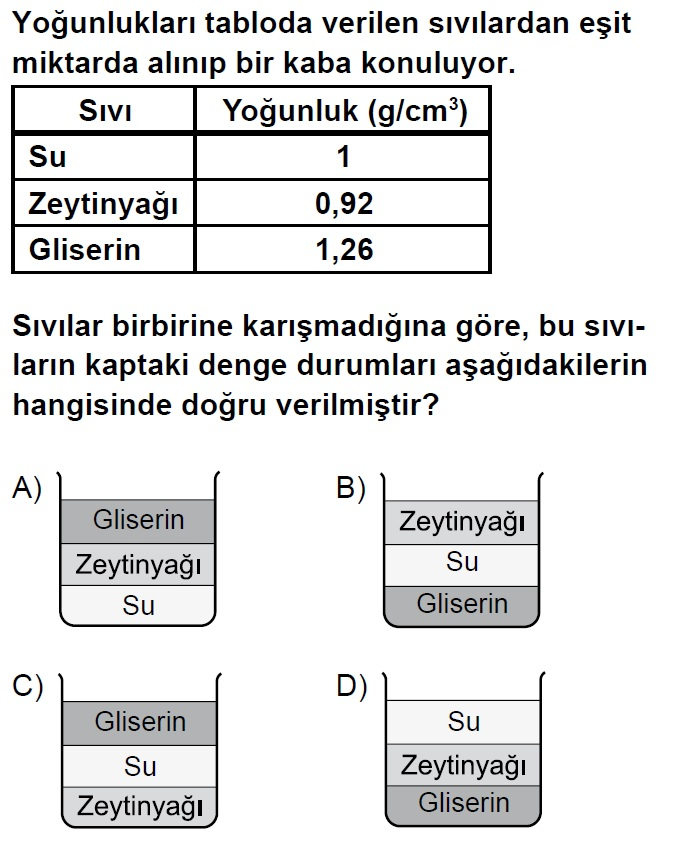 Yoğunlukları tabloda verilen sıvılardan eşit
miktarda alınıp bir kaba konuluyor.
Sıvı Yoğunluk (g/cm³)
Su 1
Zeytinyağı 0,92
Gliserin 1,26
Sıvılar birbirine karışmadığına göre, bu sıvı-
ların kaptaki denge durumları aşağıdakilerin
hangisinde doğru verilmiştir?
A)
Gliserin
Zeytinyağı
Su
B)
Zeytinyağı
Su
Gliserin
C)
Gliserin
Su
Zeytinyağı
D)
Su
Zeytinyağı
Gliserin